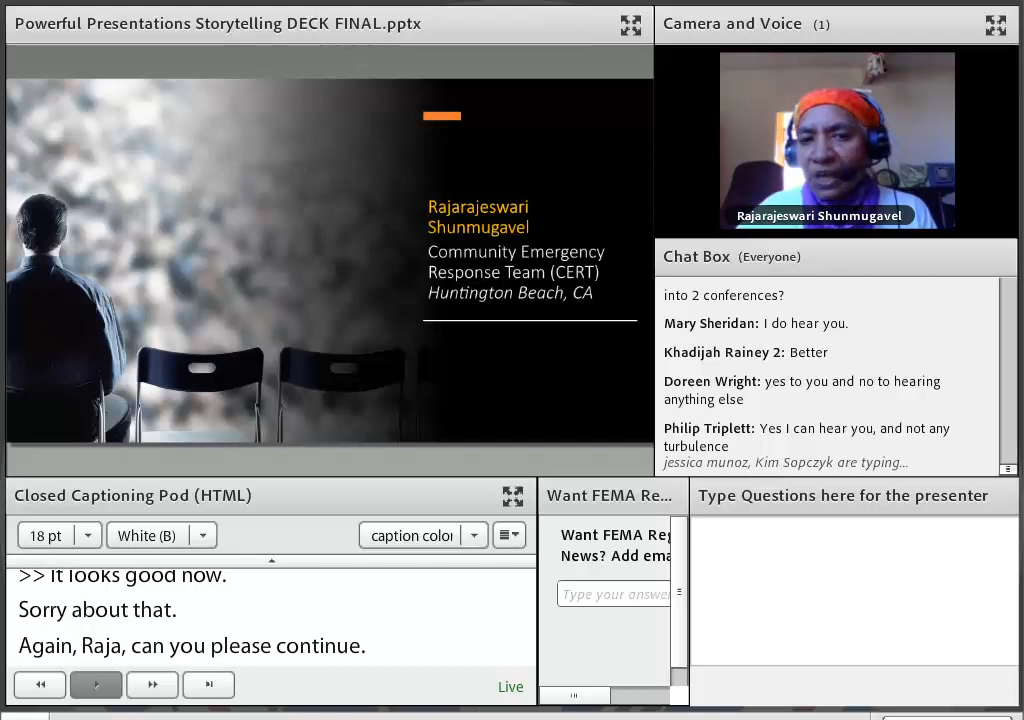 Powerful Presentations Storytelling DECK FINAL.pptx
Rajarajeswari
Shunmugavel
Community Emergency
Response Team (CERT)
Huntington Beach, CA
Camera and Voice (1)
Rajarajeswari Shunmugavel
Chat Box (Everyone)
into 2 conferences?
Mary Sheridan: I do hear you.
Khadijah Rainey 2: Better
Doreen Wright: yes to you and no to hearing
anything else
Philip Triplett: Yes I can hear you, and not any
turbulence
jessica munoz, Kim Sopczyk are typing...
Closed Captioning Pod (HTML)
18 pt
White (B)
caption color
>> It looks good now.
Sorry about that.
Again, Raja, can you please continue.
Live
Want FEMA Re...
Want FEMA Reg
News? Add ema
Type your answer
Type Questions here for the presenter